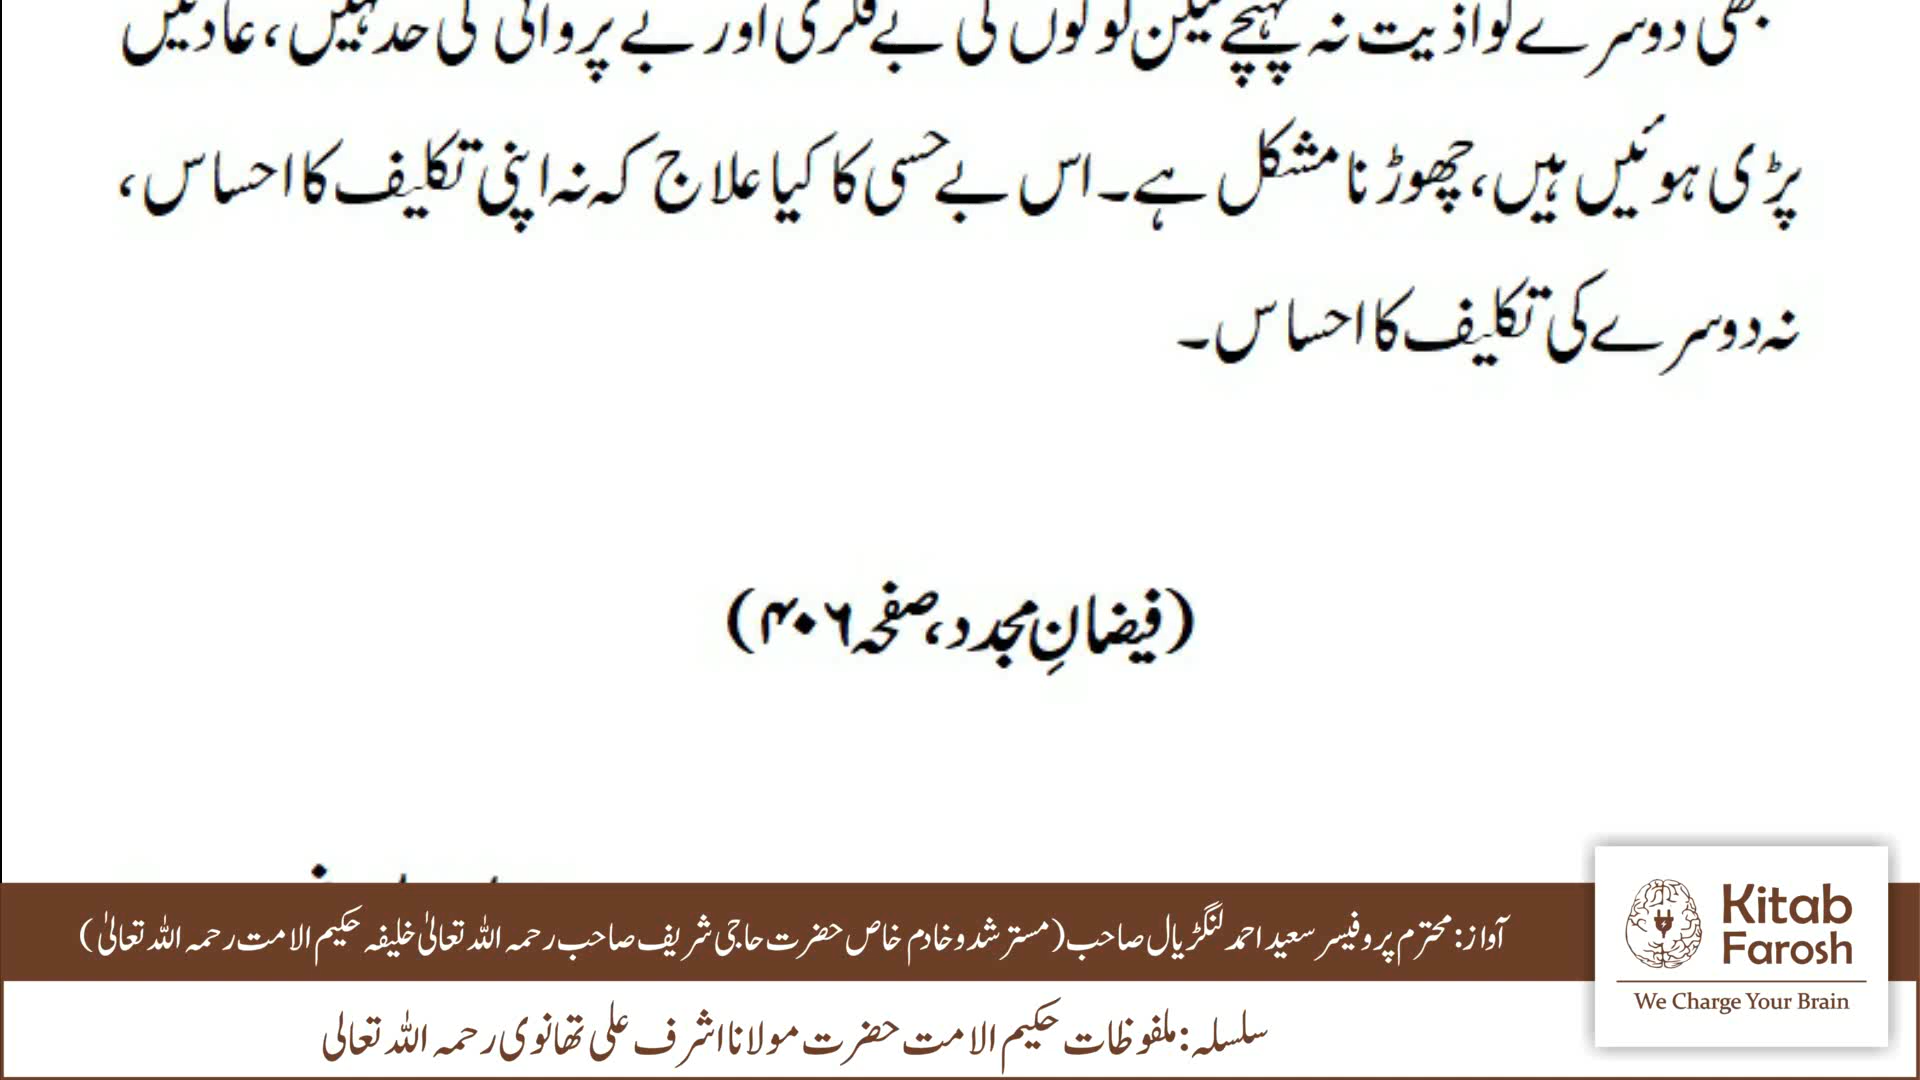 بھی دوسرے کو اذیت نہ پہنچے لیکن لوگوں کی بے فکری اور بے پروائی کی حد نہیں، عادتیں
پڑی ہوئیں ہیں، چھوڑنا مشکل ہے۔ اس بے حسی کا کیا علاج کہ نہ اپنی تکلیف کا احساس،
نہ دوسرے کی تکلیف کا احساس۔
(فیضانِ مجدد، صفحہ ۴۰۶)
آواز: محترم پروفیسر سعید احمد لنگڑیال صاحب (مسترشد و خادم خاص حضرت حاجی شریف صاحب رحمہ اللہ تعالیٰ خلیفہ حکیم الامت رحمہ اللہ تعالیٰ)
سلسلہ: ملفوظات حکیم الامت حضرت مولانا اشرف علی تھانوی رحمہ اللہ تعالی
Kitab
Farosh
We Charge Your Brain